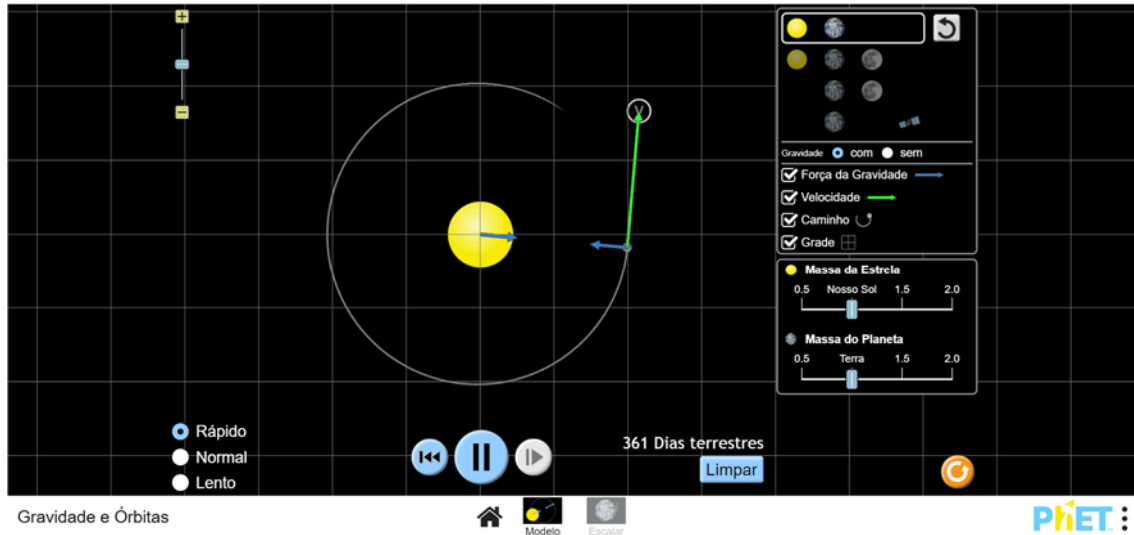 +
−
Gravidade com sem
Força da Gravidade
Velocidade
Caminho
Grade
v
Massa da Estrela
0.5 Nosso Sol 1.5 2.0
Massa do Planeta
0.5 Terra 1.5 2.0
Rápido
Normal
Lento
361 Dias terrestres
Limpar
Gravidade e Órbitas
Modelo
Escalar
PhET